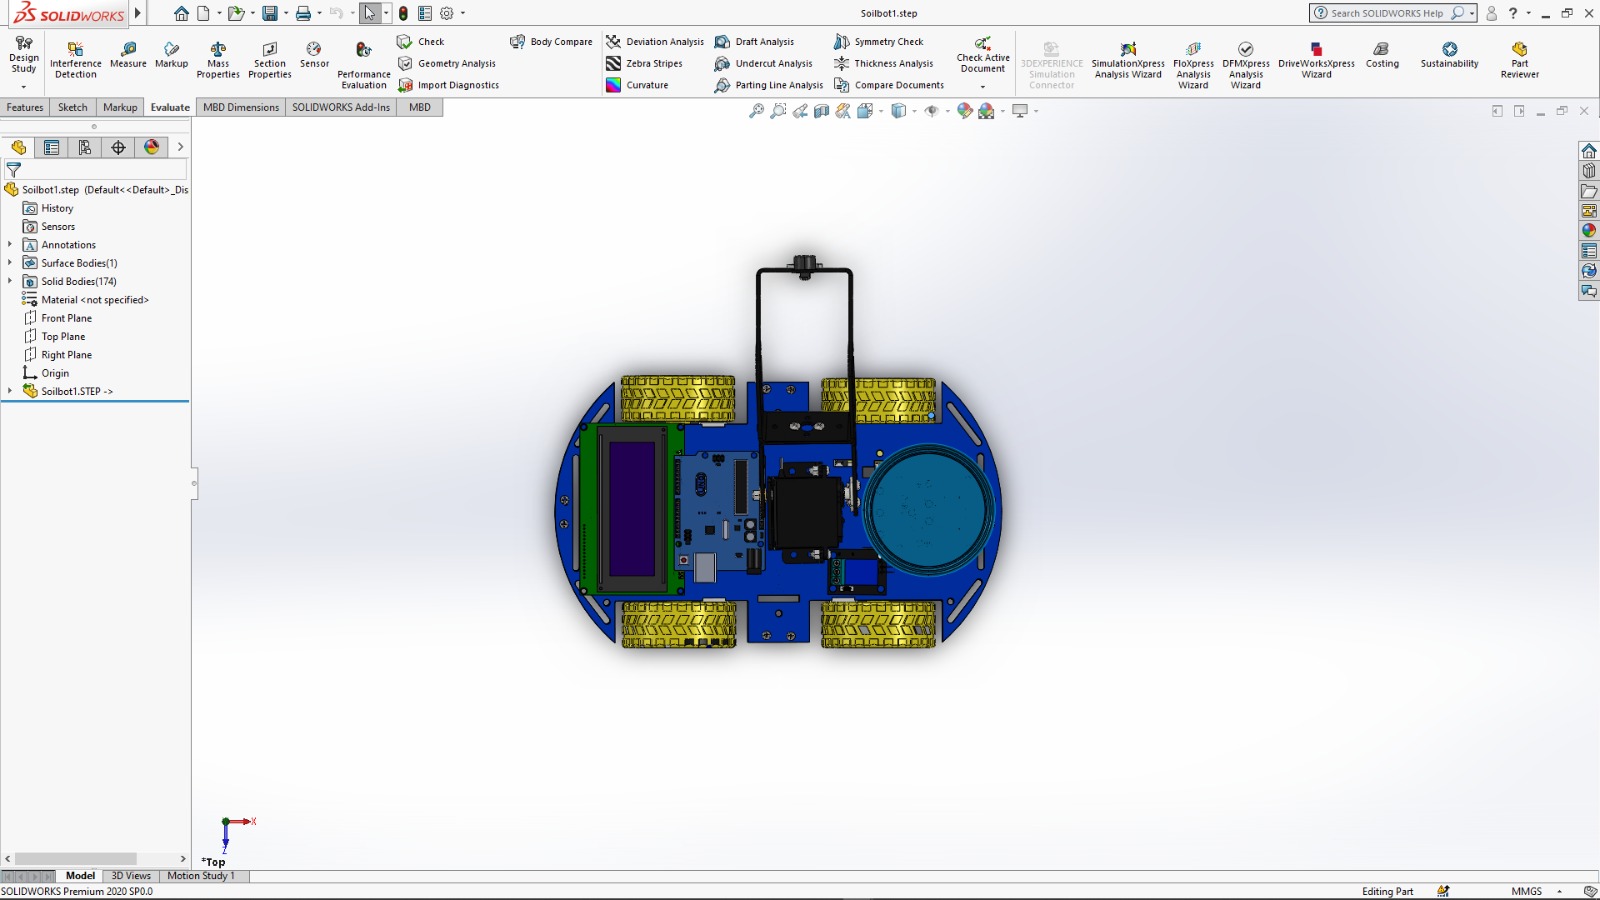 SOLIDWORKS
Soilbot1.step
Search SOLIDWORKS Help
Design Study
Interference Detection
Measure
Markup
Mass Properties
Section Properties
Sensor
Performance Evaluation
Check
Geometry Analysis
Import Diagnostics
Body Compare
Deviation Analysis
Zebra Stripes
Curvature
Draft Analysis
Undercut Analysis
Parting Line Analysis
Symmetry Check
Thickness Analysis
Compare Documents
Check Active Document
3DEXPERIENCE Simulation Connector
SimulationXpress Analysis Wizard
FloXpress Analysis Wizard
DFMXpress Analysis Wizard
DriveWorksXpress Wizard
Costing
Sustainability
Part Reviewer
Features
Sketch
Markup
Evaluate
MBD Dimensions
SOLIDWORKS Add-Ins
MBD
Soilbot1.step (Default<<Default>_Dis
History
Sensors
Annotations
Surface Bodies(1)
Solid Bodies(174)
Material <not specified>
Front Plane
Top Plane
Right Plane
Origin
Soilbot1.STEP ->
X
Z
*Top
Model
3D Views
Motion Study 1
SOLIDWORKS Premium 2020 SP0.0
Editing Part
MMGS